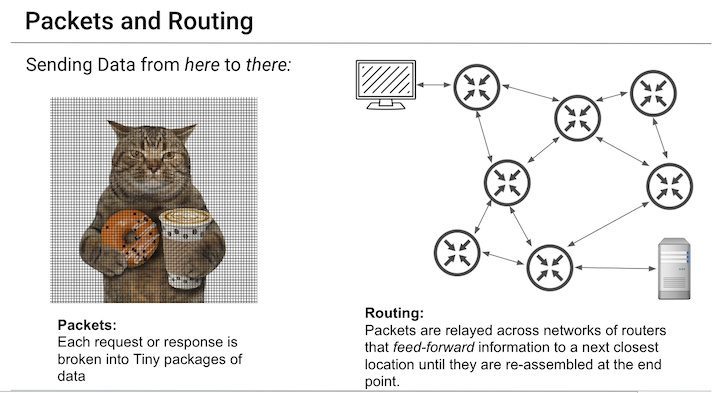 Packets and Routing
Sending Data from here to there:
Packets:
Each request or response is
broken into Tiny packages of
data
Routing:
Packets are relayed across networks of routers
that feed-forward information to a next closest
location until they are re-assembled at the end
point.